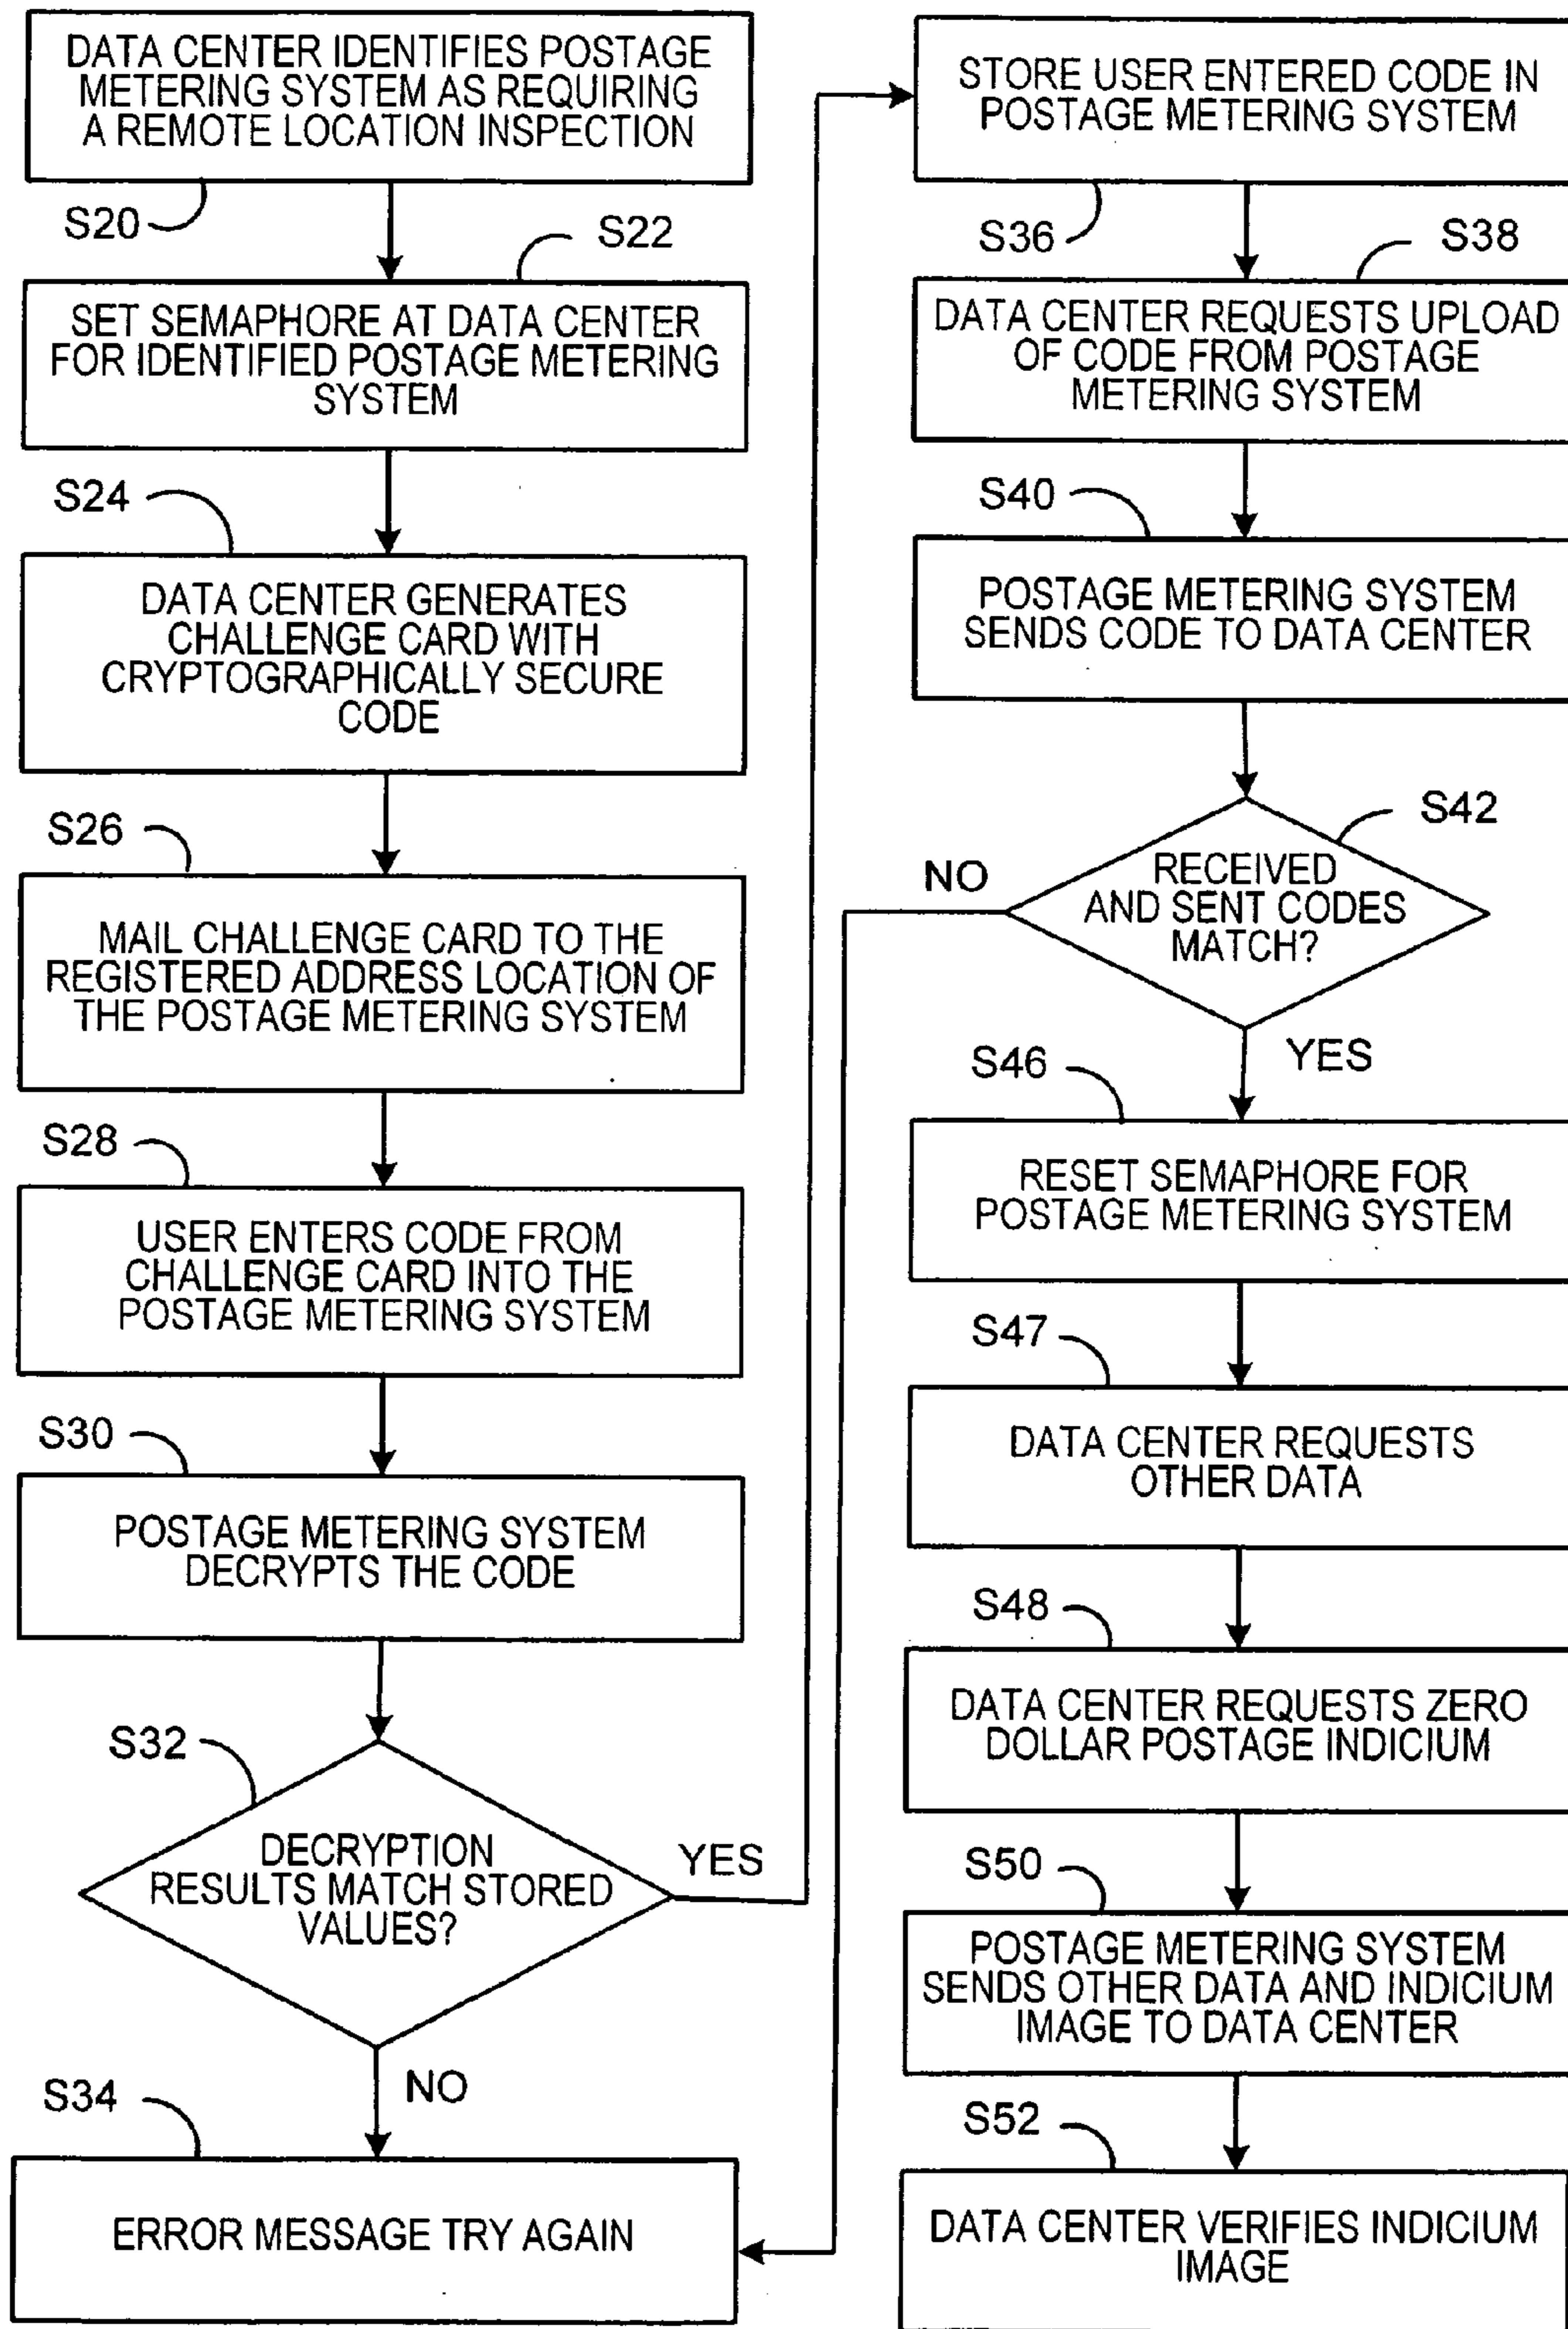 DATA CENTER IDENTIFIES POSTAGE
METERING SYSTEM AS REQUIRING
A REMOTE LOCATION INSPECTION
S20
S22
SET SEMAPHORE AT DATA CENTER
FOR IDENTIFIED POSTAGE METERING
SYSTEM
S24
DATA CENTER GENERATES
CHALLENGE CARD WITH
CRYPTOGRAPHICALLY SECURE
CODE
S26
MAIL CHALLENGE CARD TO THE
REGISTERED ADDRESS LOCATION OF
THE POSTAGE METERING SYSTEM
S28
USER ENTERS CODE FROM
CHALLENGE CARD INTO THE
POSTAGE METERING SYSTEM
S30
POSTAGE METERING SYSTEM
DECRYPTS THE CODE
S32
DECRYPTION
RESULTS MATCH STORED
VALUES?
YES
NO
S34
ERROR MESSAGE TRY AGAIN
STORE USER ENTERED CODE IN
POSTAGE METERING SYSTEM
S36
S38
DATA CENTER REQUESTS UPLOAD
OF CODE FROM POSTAGE
METERING SYSTEM
S40
POSTAGE METERING SYSTEM
SENDS CODE TO DATA CENTER
S42
NO
RECEIVED
AND SENT CODES
MATCH?
YES
S46
RESET SEMAPHORE FOR
POSTAGE METERING SYSTEM
S47
DATA CENTER REQUESTS
OTHER DATA
S48
DATA CENTER REQUESTS ZERO
DOLLAR POSTAGE INDICIUM
S50
POSTAGE METERING SYSTEM
SENDS OTHER DATA AND INDICIUM
IMAGE TO DATA CENTER
S52
DATA CENTER VERIFIES INDICIUM
IMAGE